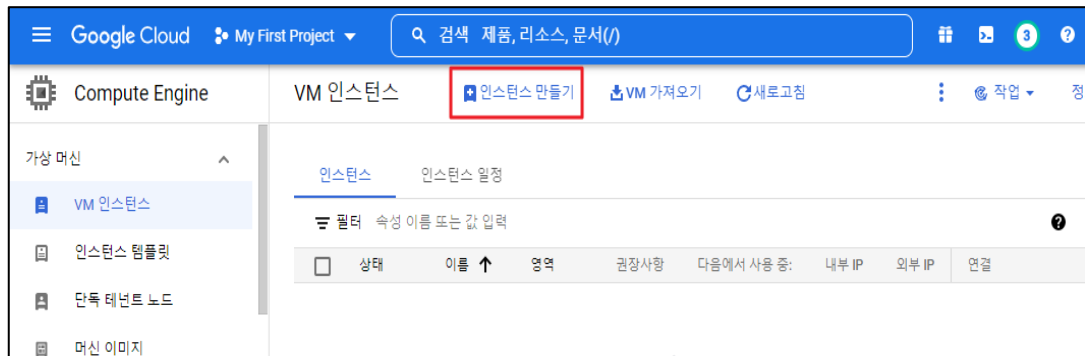 Google Cloud My First Project 검색 제품, 리소스, 문서(/) 3 ?
Compute Engine VM 인스턴스 인스턴스 만들기 VM 가져오기 새로고침 작업
가상 머신
인스턴스 인스턴스 일정
VM 인스턴스
필터 속성 이름 또는 값 입력 ?
인스턴스 템플릿
상태 이름 ↑ 영역 권장사항 다음에서 사용 중: 내부 IP 외부 IP 연결
단독 테넌트 노드
머신 이미지